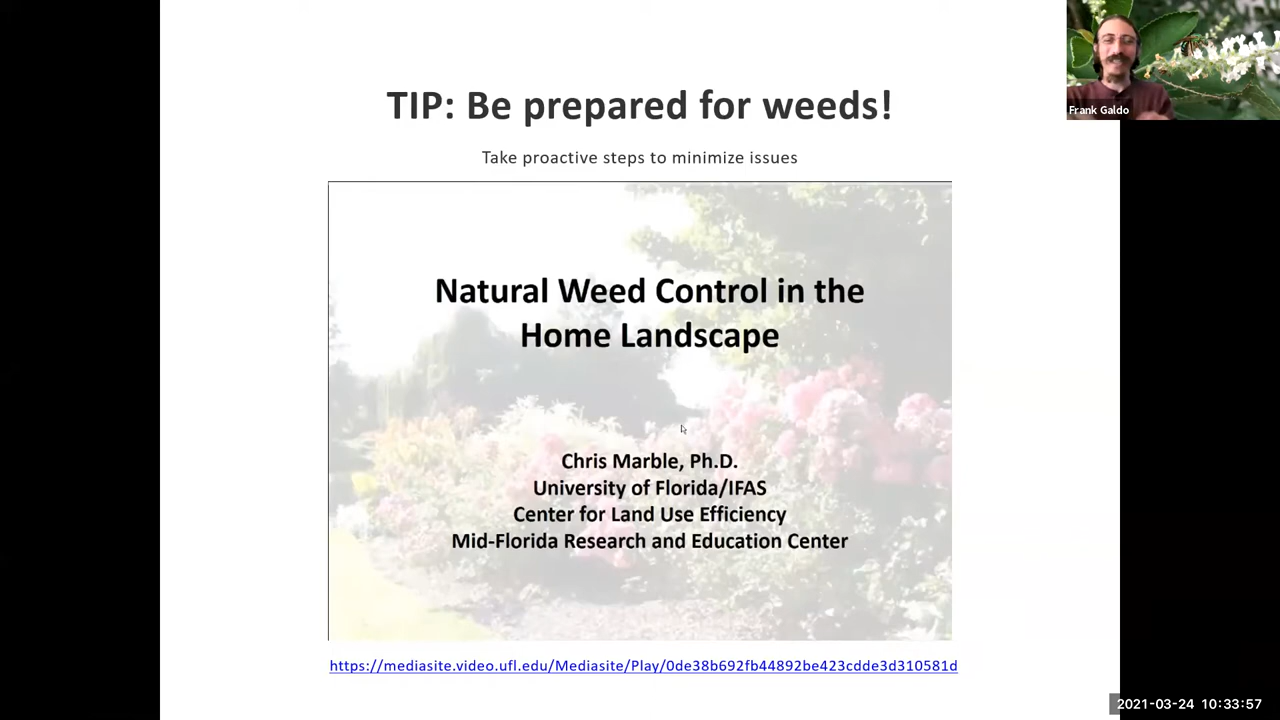 TIP: Be prepared for weeds!
Take proactive steps to minimize issues
Natural Weed Control in the
Home Landscape
Chris Marble, Ph.D.
University of Florida/IFAS
Center for Land Use Efficiency
Mid-Florida Research and Education Center
https://mediasite.video.ufl.edu/Mediasite/Play/0de38b692fb44892be423cdde3d310581d
Frank Galdo
2021-03-24 10:33:57